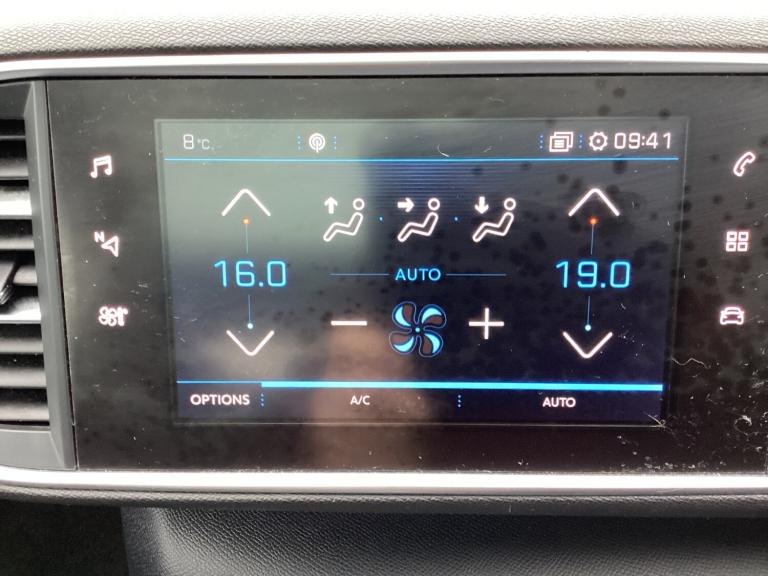 8°C 09:41
N
16.0 AUTO 19.0
OPTIONS A/C AUTO